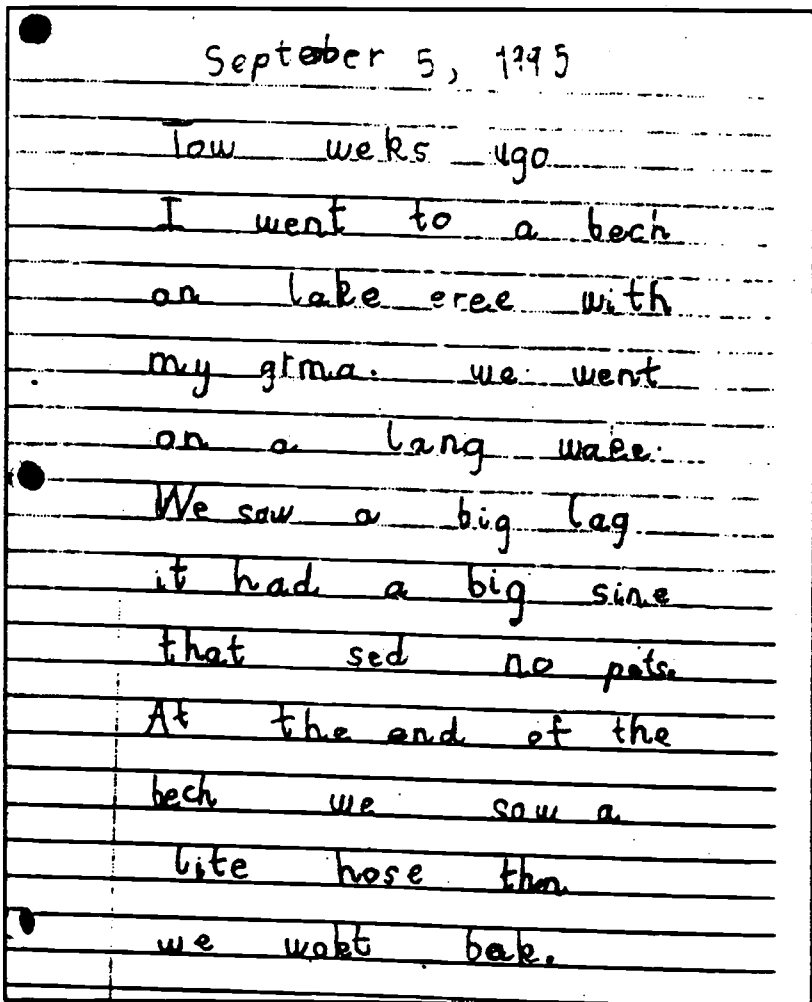 September 5, 1995
Tow weks ugo
I went to a bech
on lake eree with
my grma. we went
on a lang
We saw a big lag
it had a big sine
that sed no pets.
At the end of the
bech we saw a
lite hose then
we wokt bak.